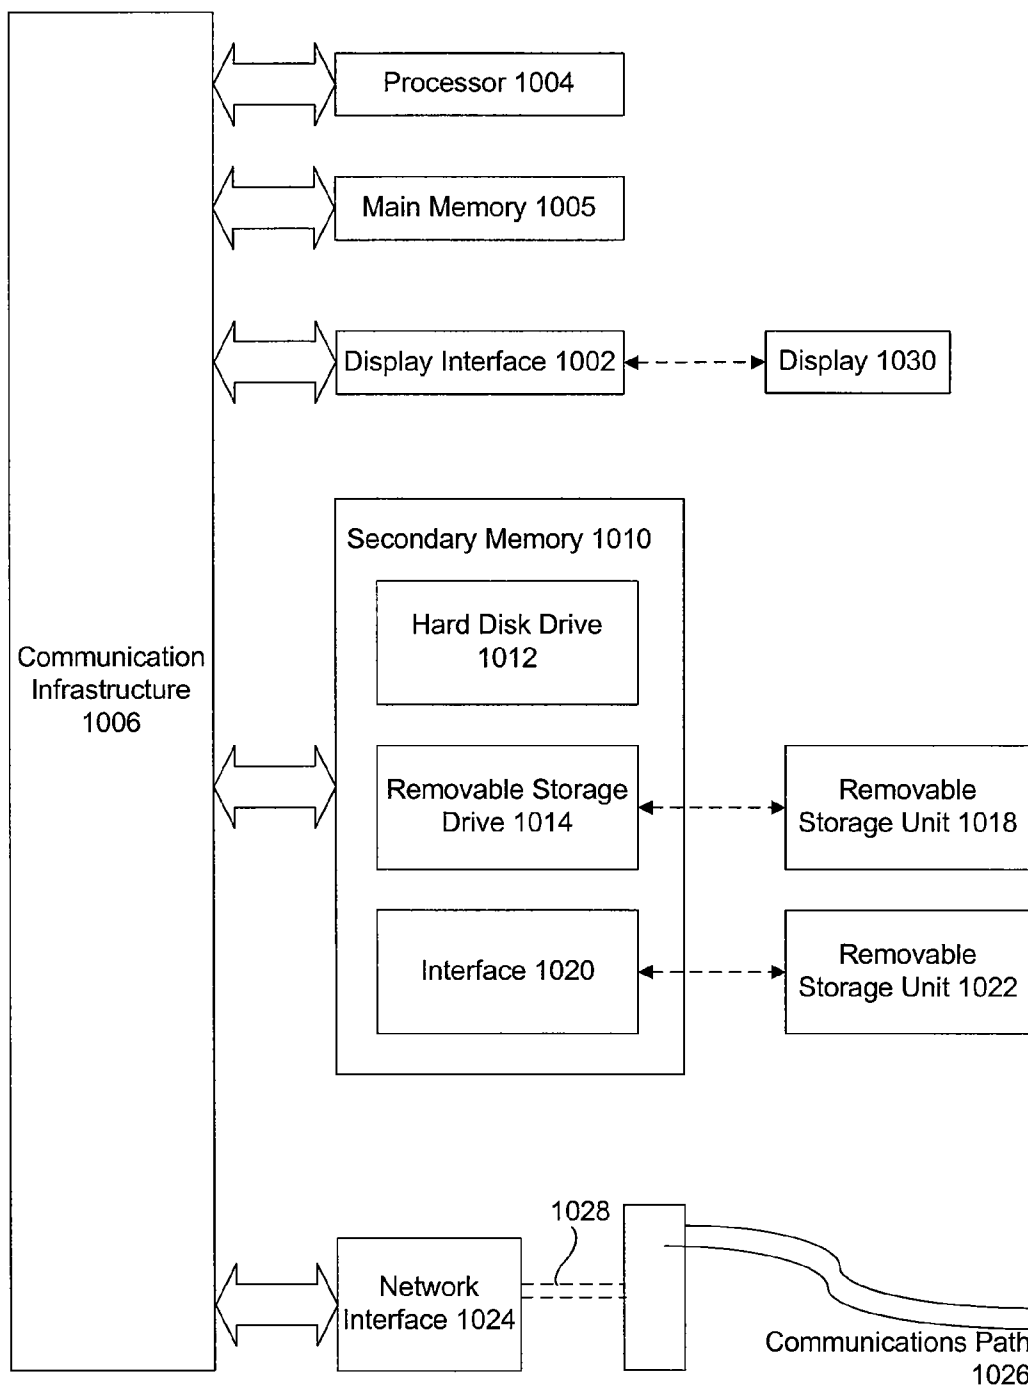 Processor 1004
Main Memory 1005
Display Interface 1002
Display 1030
Secondary Memory 1010
Hard Disk Drive
1012
Communication
Infrastructure
1006
Removable Storage
Drive 1014
Removable
Storage Unit 1018
Interface 1020
Removable
Storage Unit 1022
1028
Network
Interface 1024
Communications Path
1026